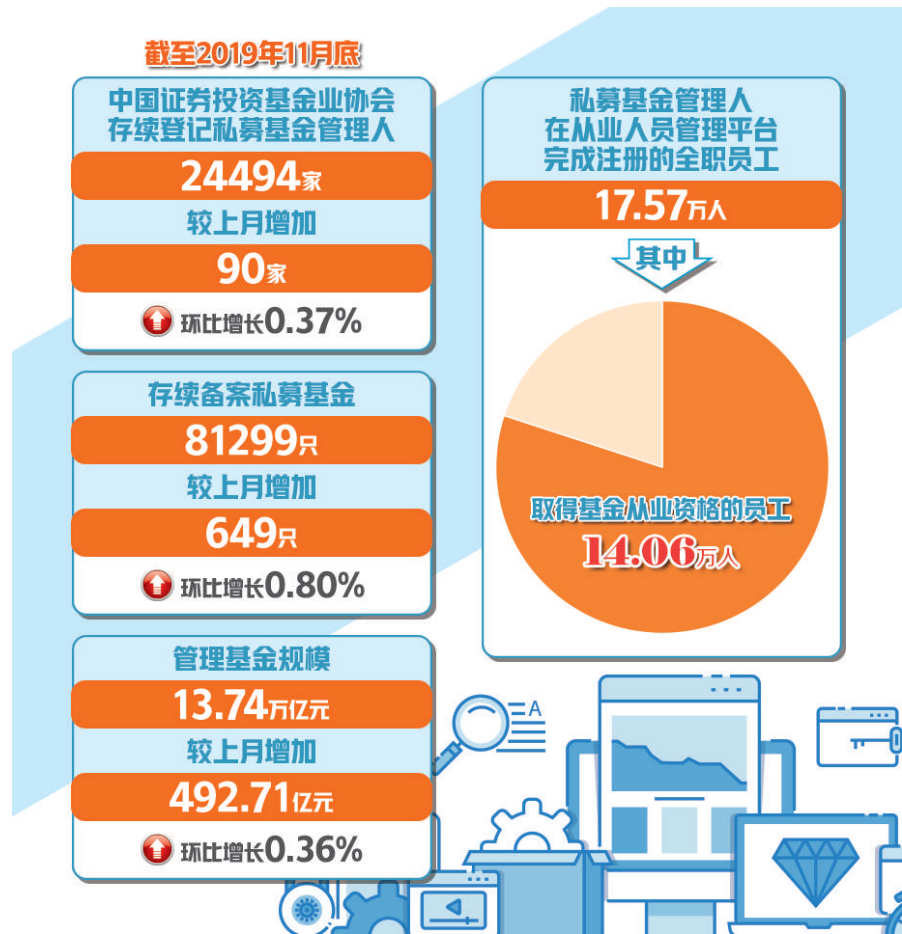 截至2019年11月底
中国证券投资基金业协会
存续登记私募基金管理人
24494家
较上月增加
90家
环比增长0.37%
存续备案私募基金
81299只
较上月增加
649只
环比增长0.80%
管理基金规模
13.74万亿元
较上月增加
492.71亿元
环比增长0.36%
私募基金管理人
在从业人员管理平台
完成注册的全职员工
17.57万人
其中
取得基金从业资格的员工
14.06万人
A